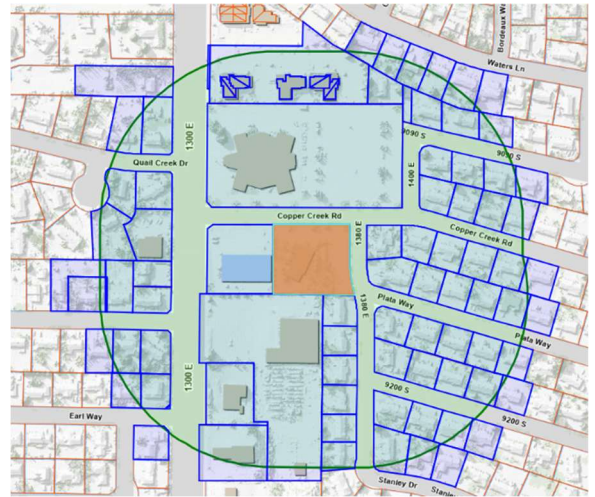 Bordeaux W
Waters Ln
1300 E
9090 S
9090 S
Quail Creek Dr
1400 E
Copper Creek Rd
1380 E
Copper Creek Rd
Plata Way
1380 E
Plata Way
1300 E
9200 S
9200 S
Earl Way
Stanley Dr
Stanl